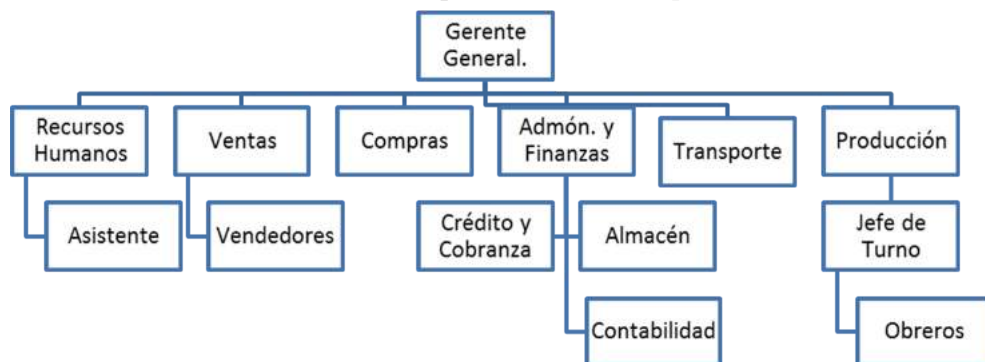 Gerente
General.
Recursos
Humanos
Ventas
Compras
Admón. y
Finanzas
Transporte
Producción
Asistente
Vendedores
Crédito y
Cobranza
Almacén
Jefe de
Turno
Contabilidad
Obreros